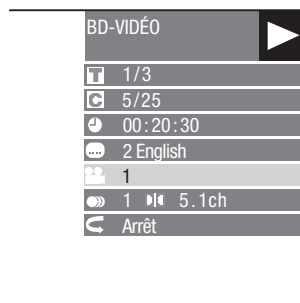 BD-VIDÉO
T 1/3
C 5/25
00:20:30
2 English
1
1 5.1ch
Arrêt